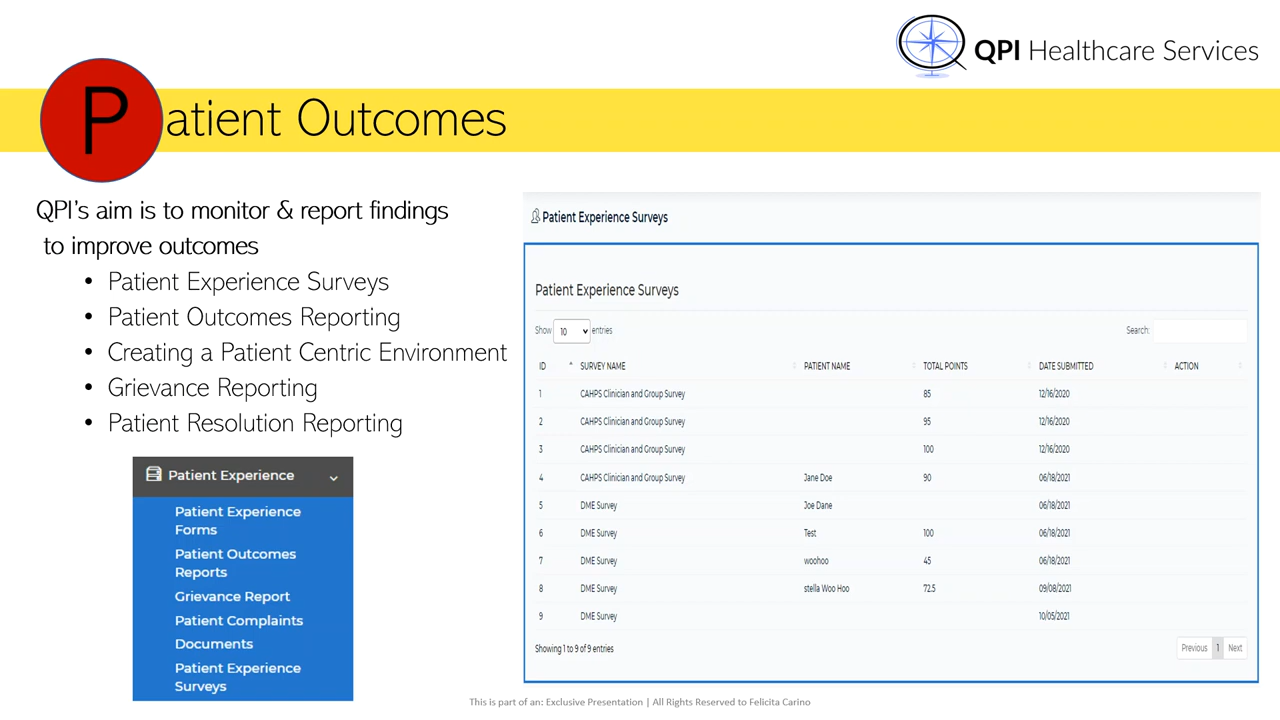 QPI Healthcare Services
Patient Outcomes
QPI's aim is to monitor & report findings
to improve outcomes
• Patient Experience Surveys
• Patient Outcomes Reporting
• Creating a Patient Centric Environment
• Grievance Reporting
• Patient Resolution Reporting
Patient Experience
Patient Experience
Forms
Patient Outcomes
Reports
Grievance Report
Patient Complaints
Documents
Patient Experience
Surveys
Patient Experience Surveys
Patient Experience Surveys
Show 10 entries Search:
ID SURVEY NAME PATIENT NAME TOTAL POINTS DATE SUBMITTED ACTION
1 CAHPS Clinician and Group Survey 85 12/16/2020
2 CAHPS Clinician and Group Survey 95 12/16/2020
3 CAHPS Clinician and Group Survey 100 12/16/2020
4 CAHPS Clinician and Group Survey Jane Doe 90 06/18/2021
5 DME Survey Joe Dane 06/18/2021
6 DME Survey Test 100 06/18/2021
7 DME Survey woohoo 45 06/18/2021
8 DME Survey stella Woo Hoo 72.5 09/08/2021
9 DME Survey 10/05/2021
Showing 1 to 9 of 9 entries Previous 1 Next
This is part of an: Exclusive Presentation | All Rights Reserved to Felicita Carino